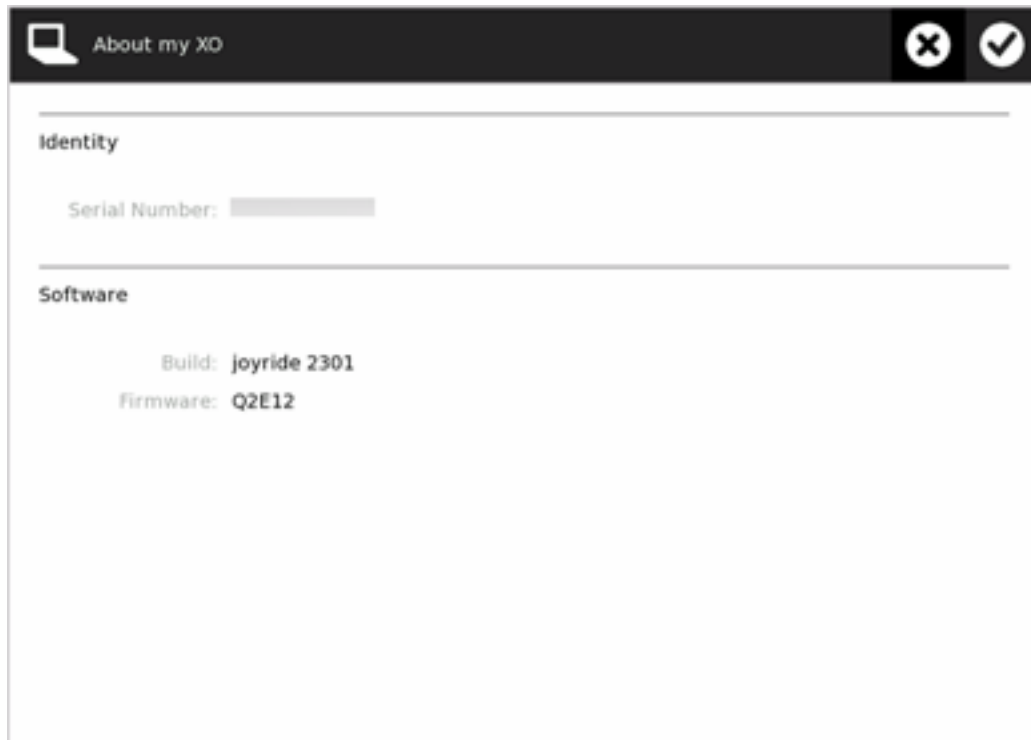 About my XO
Identity
Serial Number:
Software
Build: joyride 2301
Firmware: Q2E12